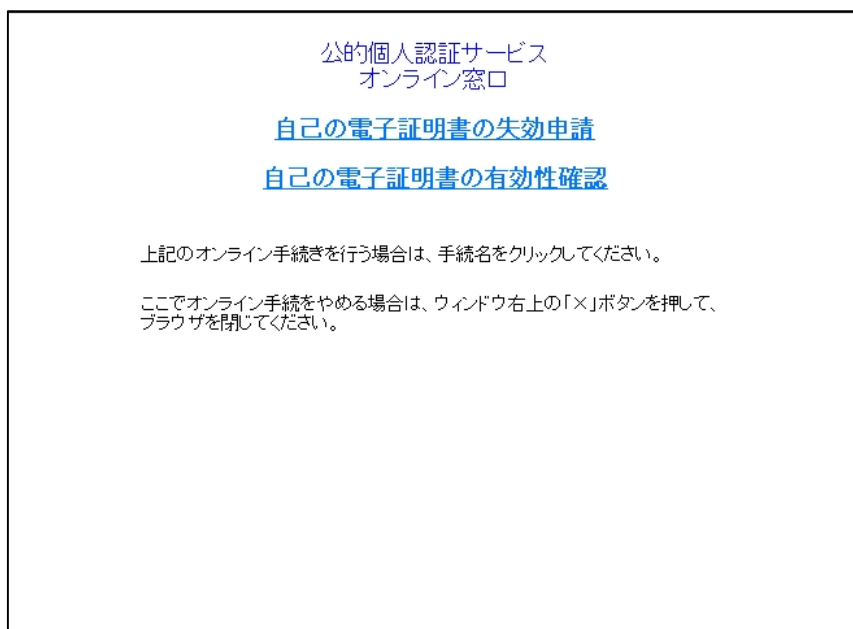 公的個人認証サービス
オンライン窓口
自己の電子証明書の失効申請
自己の電子証明書の有効性確認
上記のオンライン手続きを行う場合は、手続名をクリックしてください。
ここでオンライン手続をやめる場合は、ウィンドウ右上の「×」ボタンを押して、
ブラウザを閉じてください。